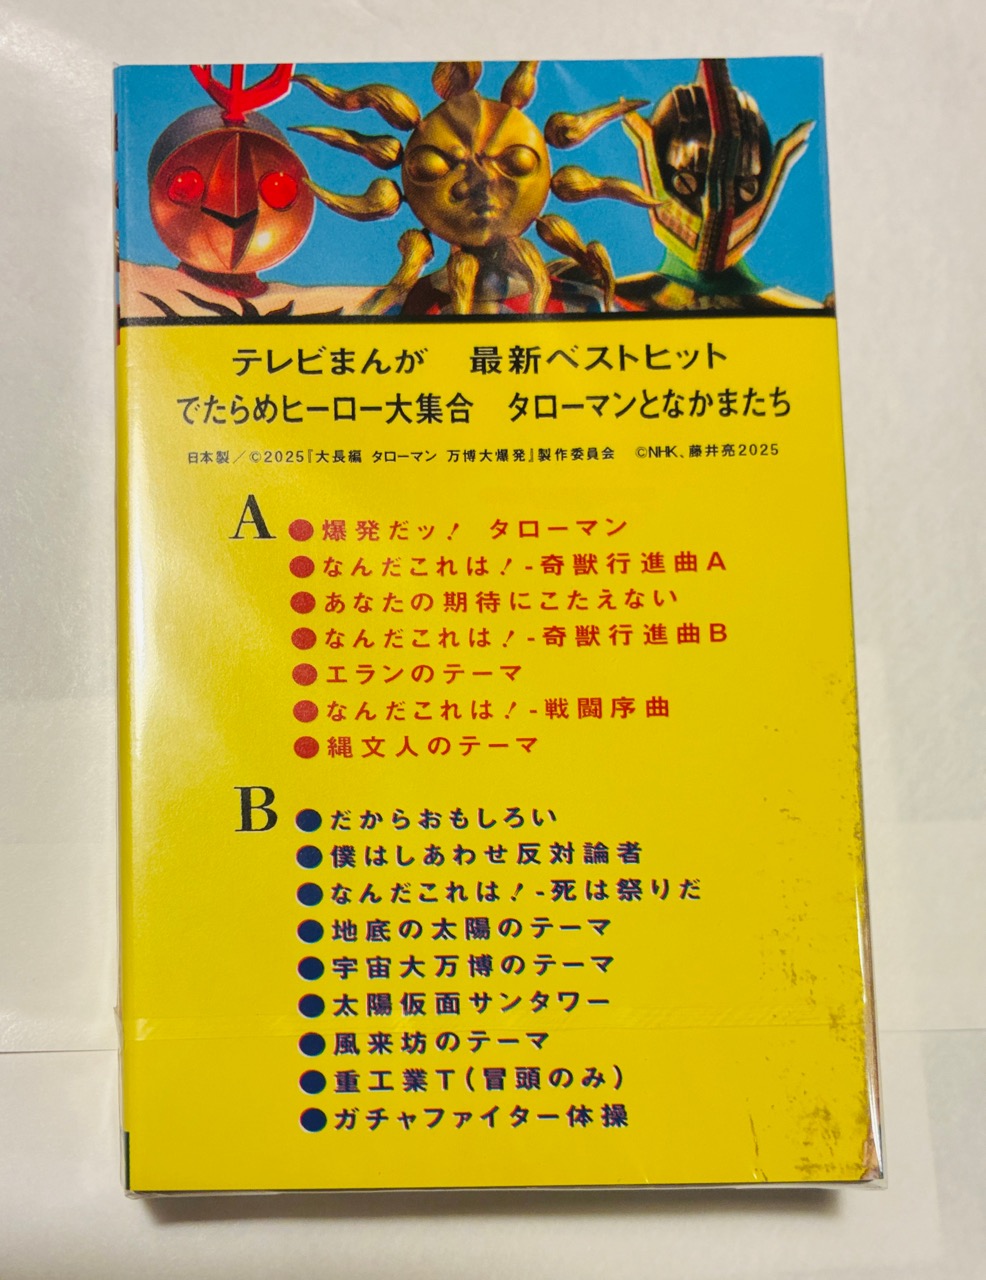 テレビまんが　最新ベストヒット
でたらめヒーロー大集合　タローマンとなかまたち
日本製／©2025『大長編 タローマン 万博大爆発』製作委員会　©NHK、藤井亮2025
A
●爆発だッ！ タローマン
●なんだこれは！-奇獣行進曲A
●あなたの期待にこたえない
●なんだこれは！-奇獣行進曲B
●エランのテーマ
●なんだこれは！-戦闘序曲
●縄文人のテーマ
B
●だからおもしろい
●僕はしあわせ反対論者
●なんだこれは！-死は祭りだ
●地底の太陽のテーマ
●宇宙大万博のテーマ
●太陽仮面サンタワー
●風来坊のテーマ
●重工業T(冒頭のみ)
●ガチャファイター体操